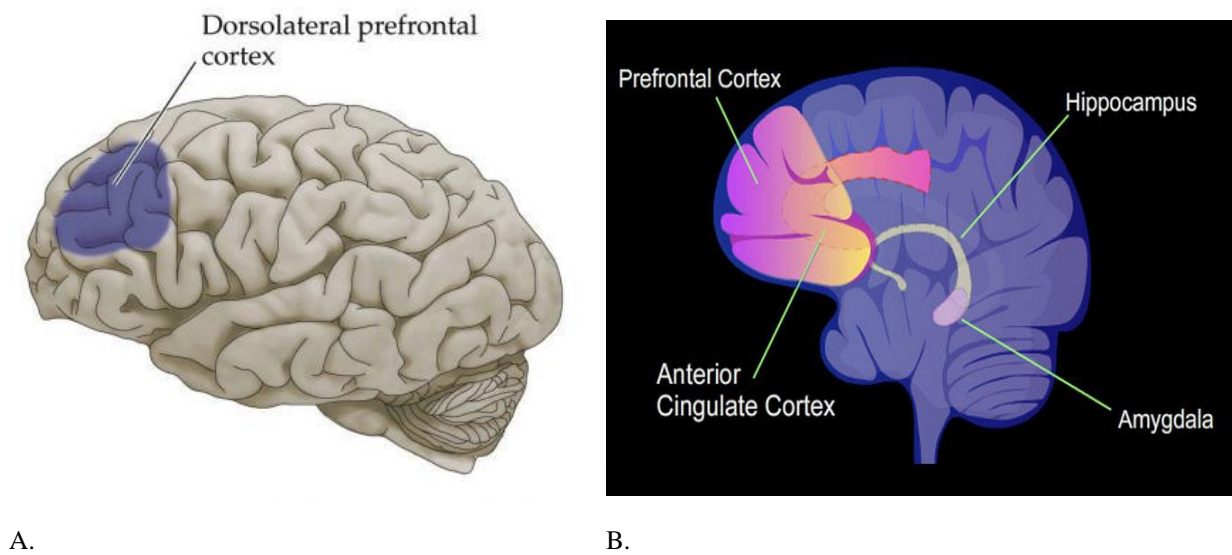 Dorsolateral prefrontal
cortex
Prefrontal Cortex
Hippocampus
Anterior
Cingulate Cortex
Amygdala
A.
B.